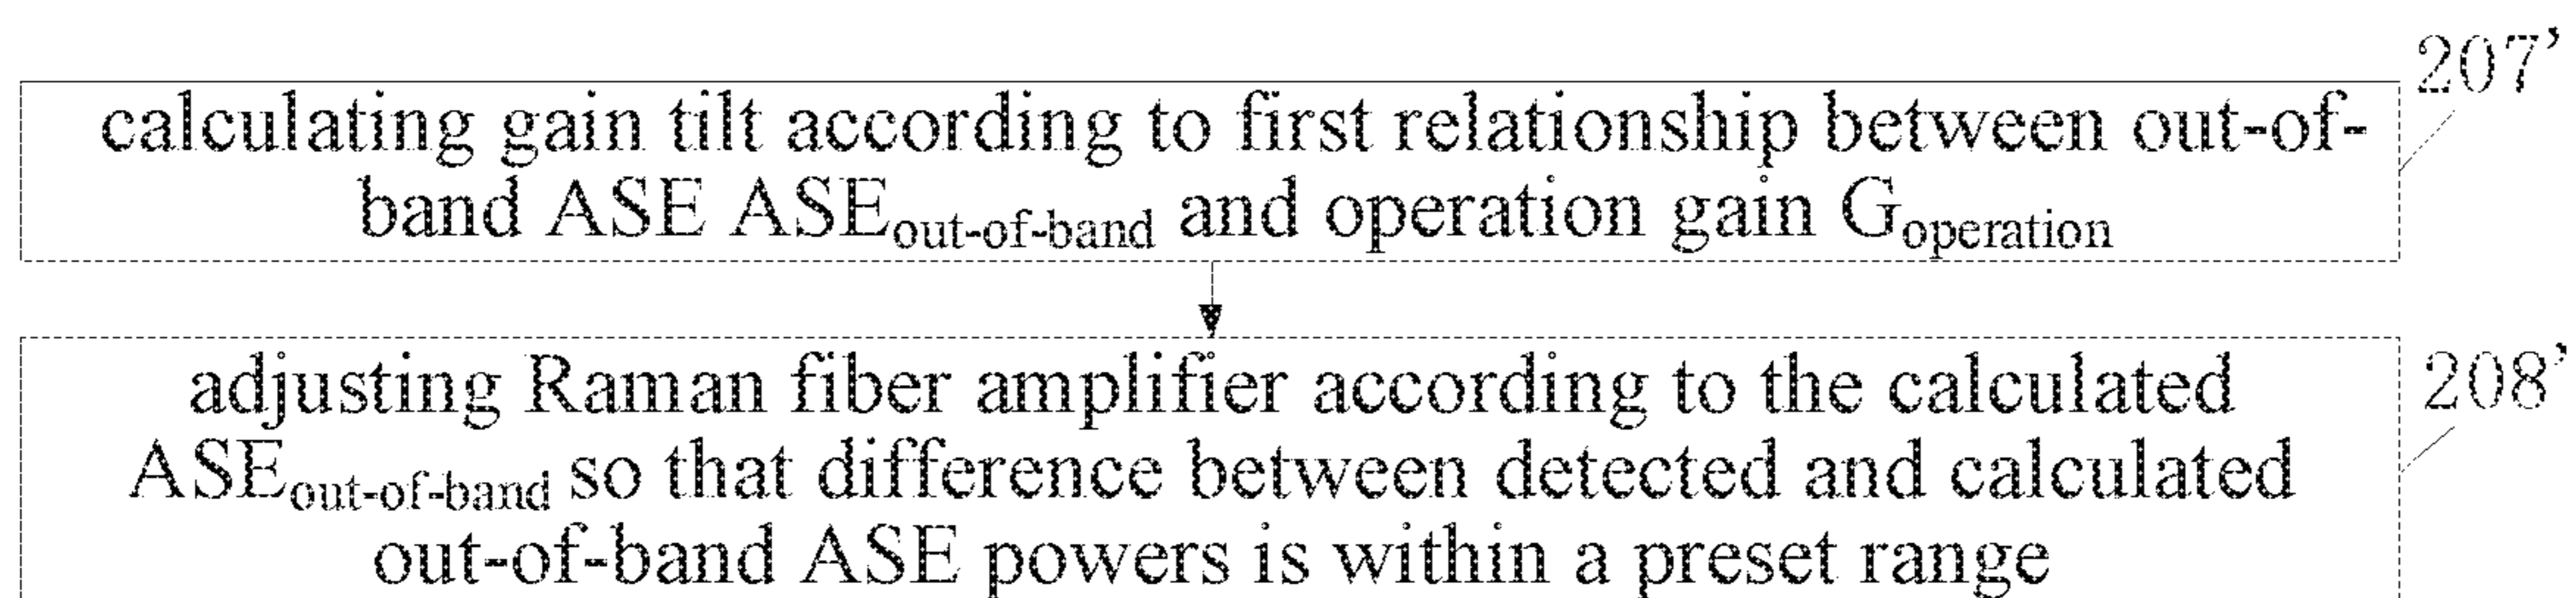 207’
calculating gain tilt according to first relationship between out-of-
band ASE ASEout-of-band and operation gain Goperation
adjusting Raman fiber amplifier according to the calculated
208’
ASEout-of-band so that difference between detected and calculated
out-of-band ASE powers is within a preset range